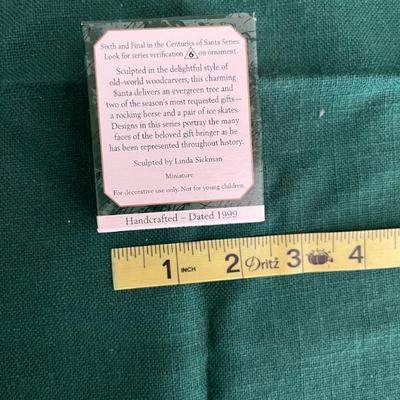 Sixth and Final in the Centuries of Santa Series.
Look for series verification 6 on ornament.
Sculpted in the delightful style of
old-world woodcarvers, this charming
Santa delivers an evergreen tree and
two of the season's most requested gifts—
a rocking horse and a pair of ice skates.
Designs in this series portray the many
faces of the beloved gift bringer as he
has been represented throughout history.
Sculpted by Linda Sickman
Miniature
For decorative use only. Not for young children.
Handcrafted – Dated 1999
1 INCH 2 Dritz 3 4